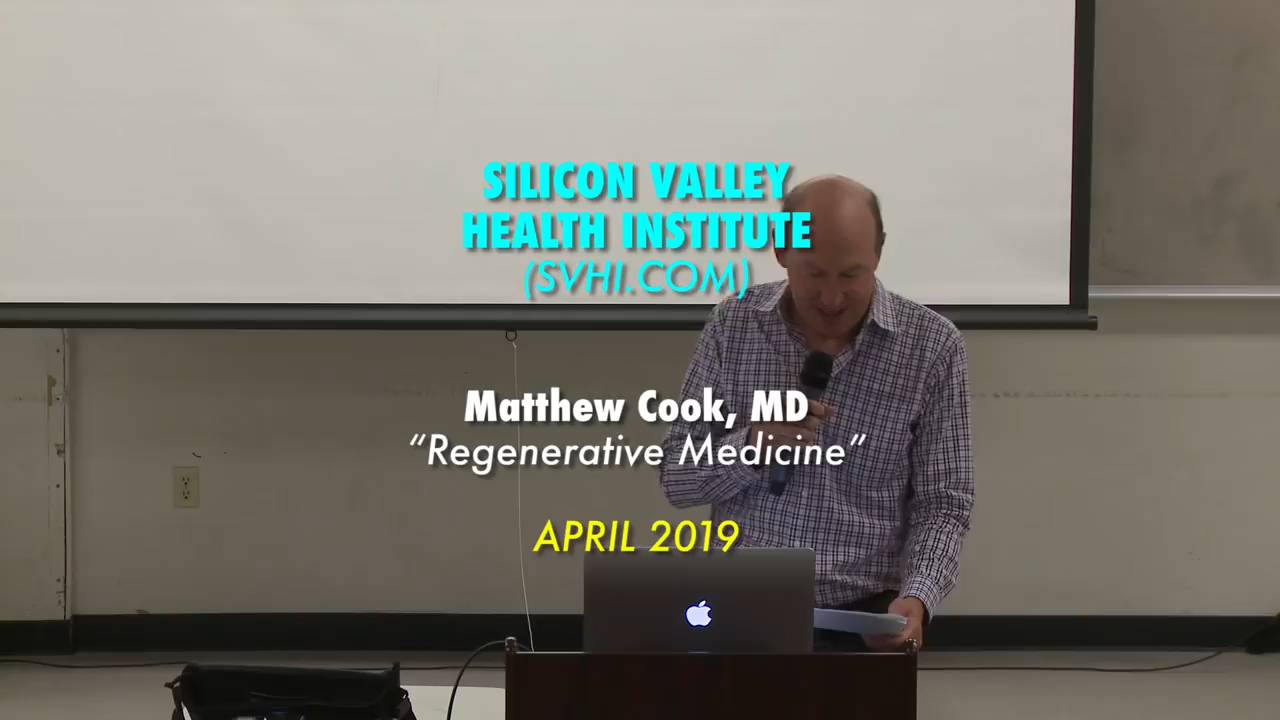 SILICON VALLEY
HEALTH INSTITUTE
(SVHI.COM)
Matthew Cook, MD
“Regenerative Medicine”
APRIL 2019